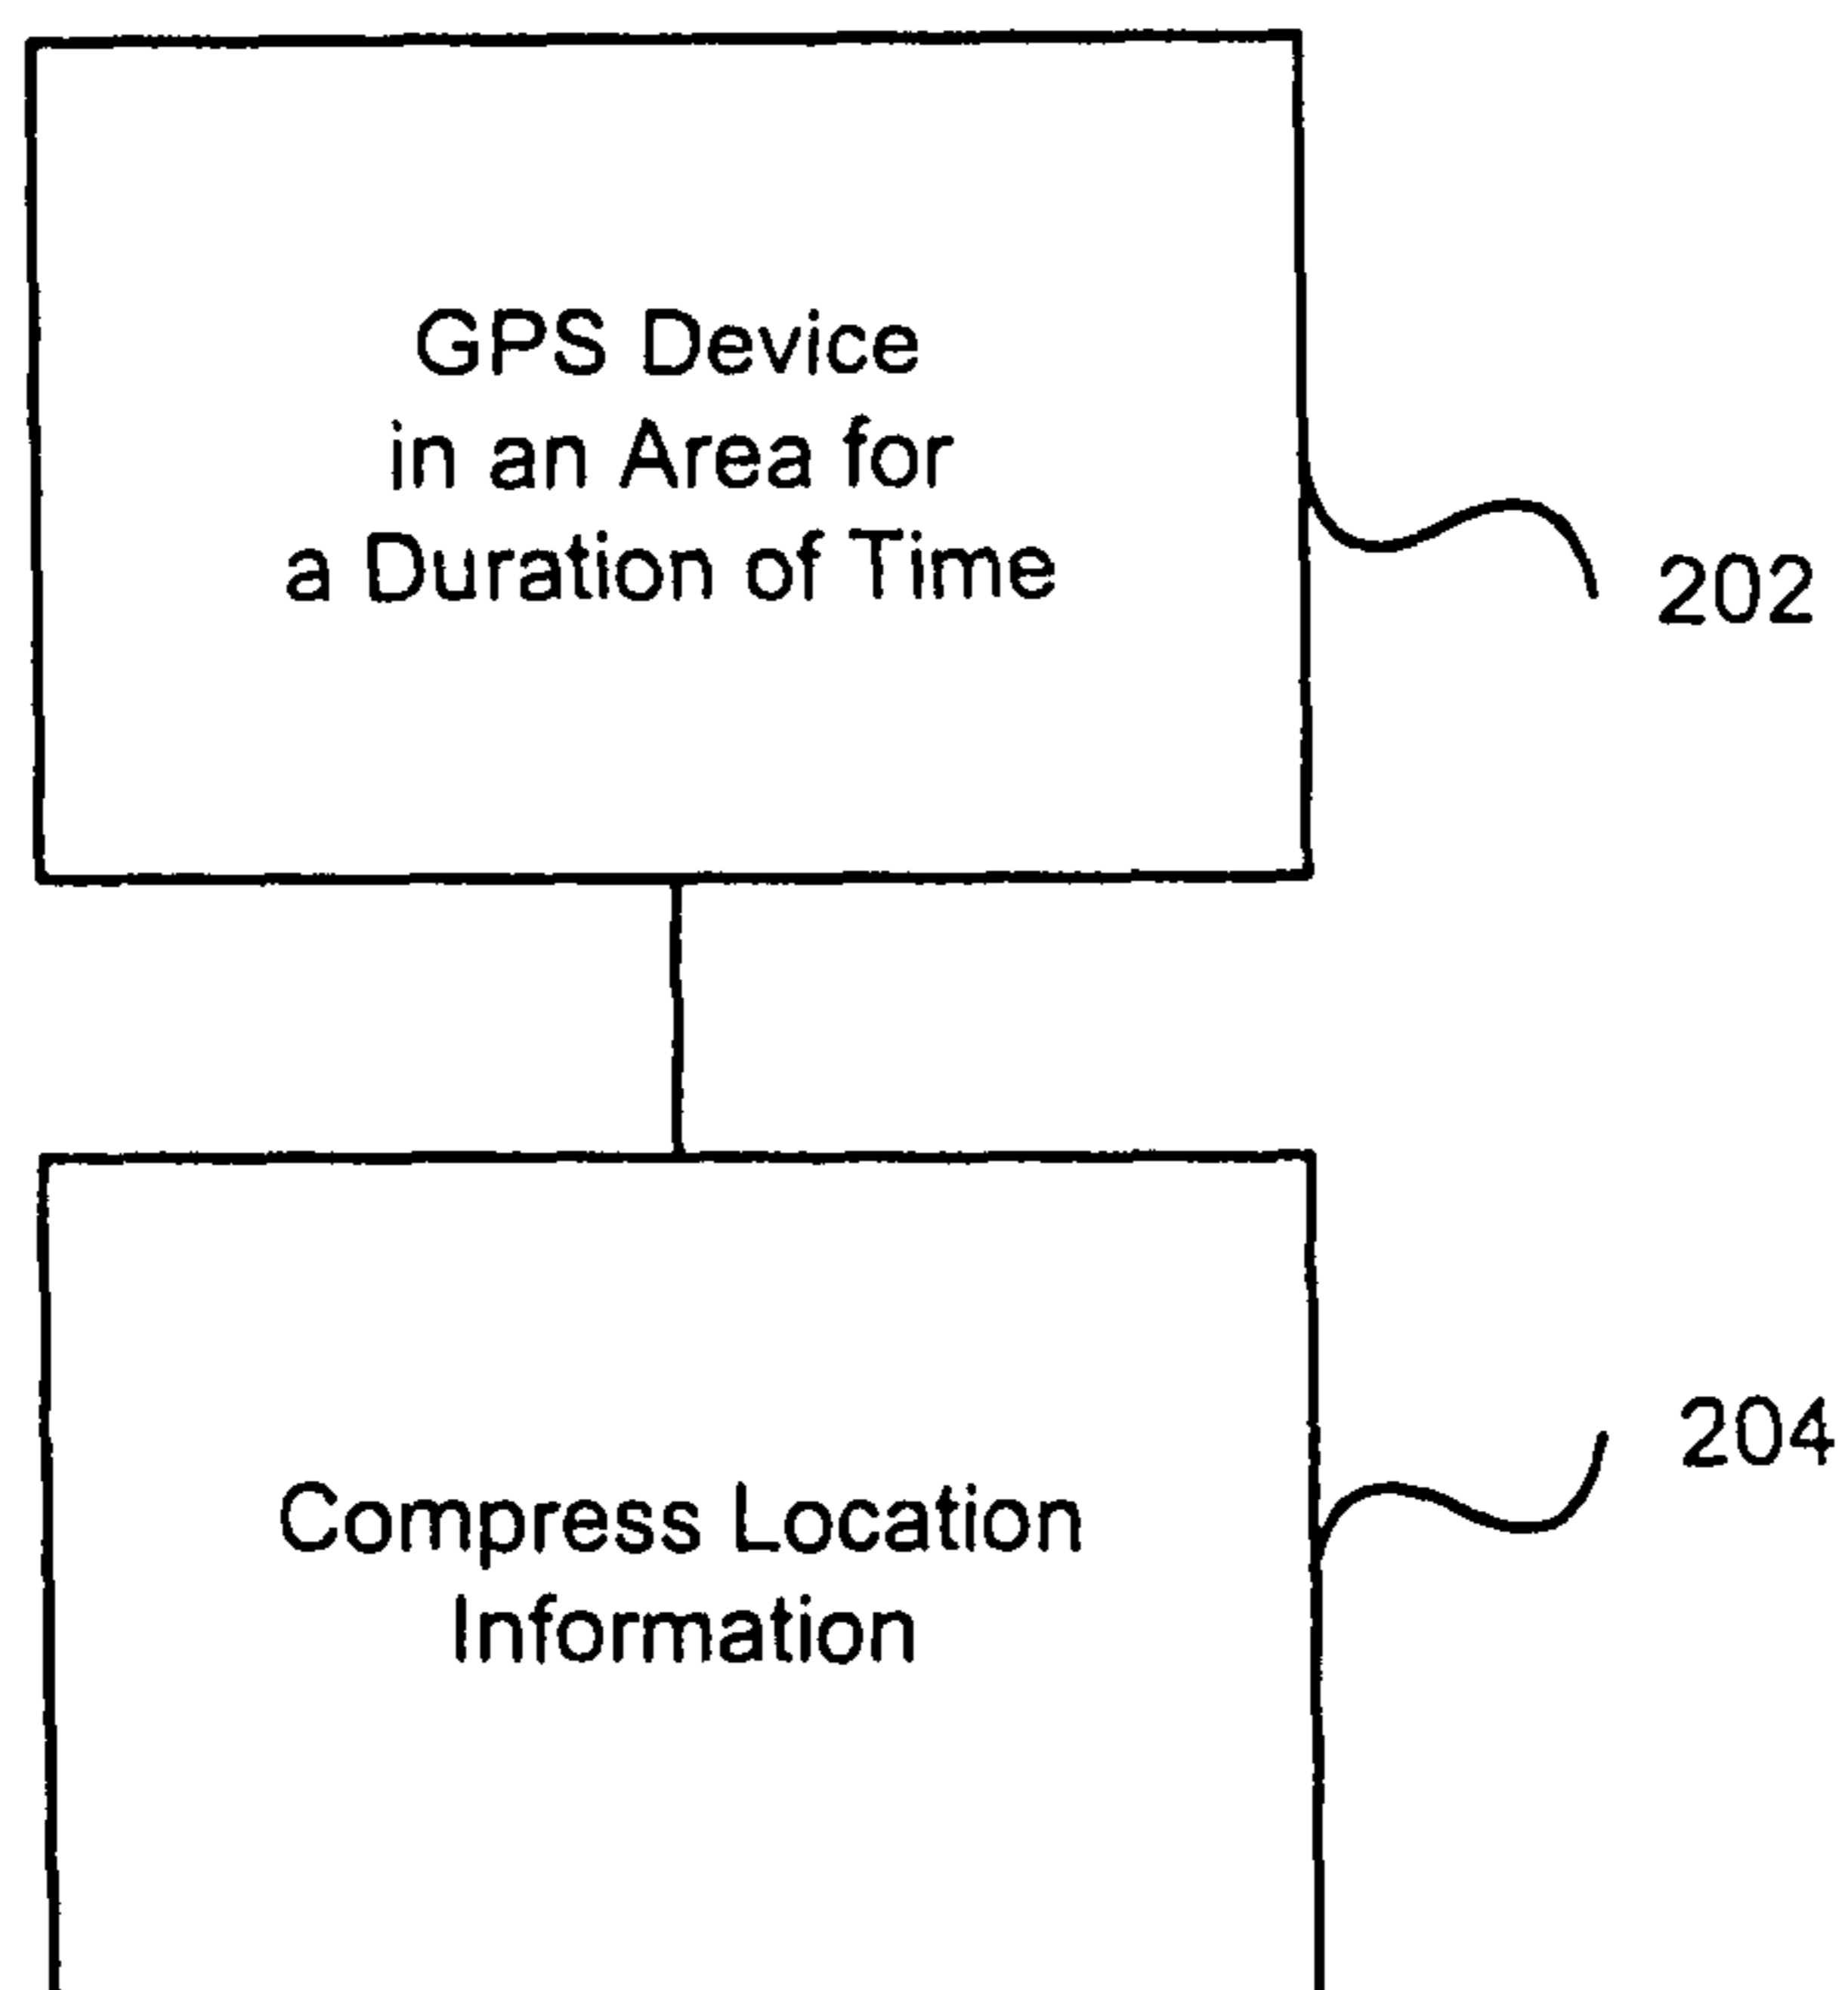 GPS Device
in an Area for
a Duration of Time
202
204
Compress Location
Information